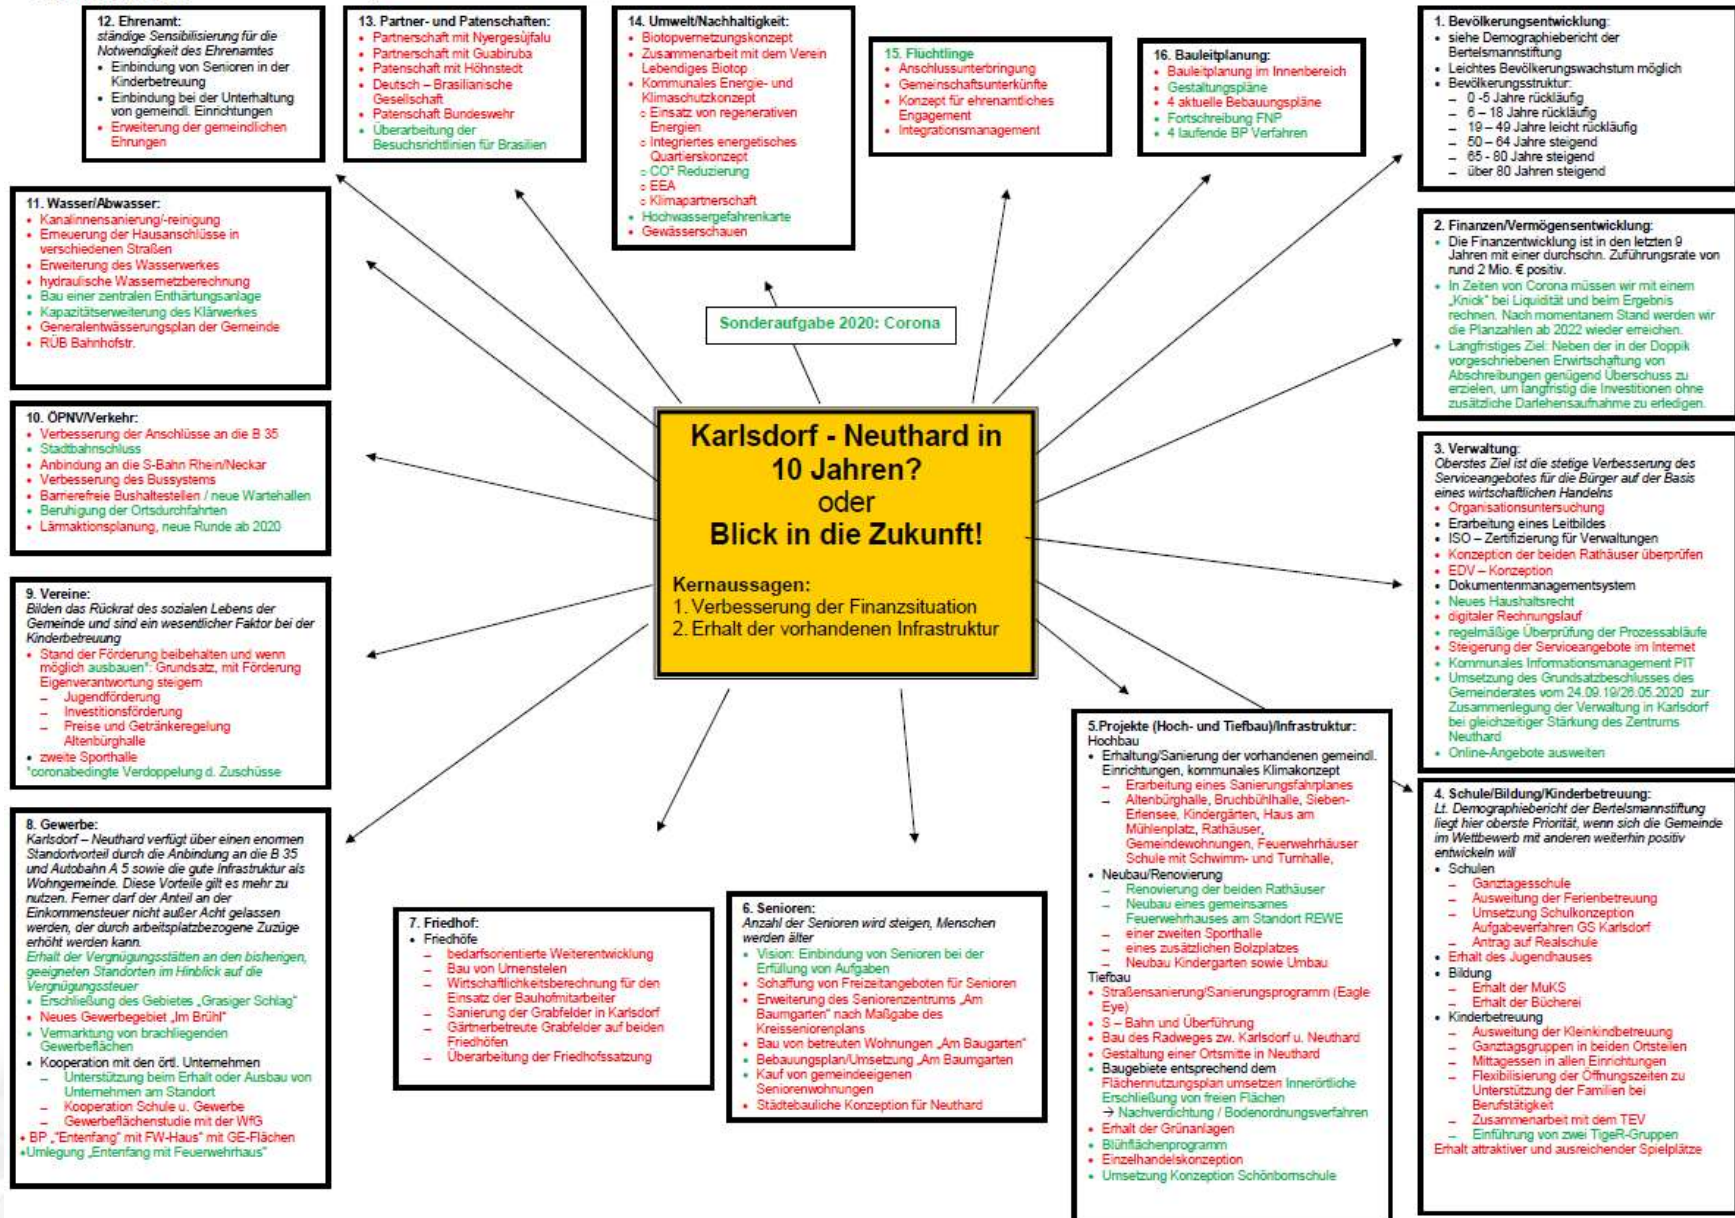 12. Ehrenamt:
ständige Sensibilisierung für die
Notwendigkeit des Ehrenamtes
• Einbindung von Senioren in der
Kinderbetreuung
• Einbindung bei der Unterhaltung
von gemeindl. Einrichtungen
• Erweiterung der gemeindlichen
Ehrungen
13. Partner- und Patenschaften:
• Partnerschaft mit Nyergesújfalu
• Partnerschaft mit Guabiruba
• Patenschaft mit Höhnstedt
• Deutsch – Brasilianische
Gesellschaft
• Patenschaft Bundeswehr
• Überarbeitung der
Besuchsrichtlinien für Brasilien
14. Umwelt/Nachhaltigkeit:
• Biotopvernetzungskonzept
• Zusammenarbeit mit dem Verein
Lebendiges Biotop
• Kommunales Energie- und
Klimaschutzkonzept
o Einsatz von regenerativen
Energien
o Integriertes energetisches
Quartierskonzept
o CO² Reduzierung
o EEA
o Klimapartnerschaft
• Hochwassergefahrenkarte
• Gewässerschauen
15. Flüchtlinge
• Anschlussunterbringung
• Gemeinschaftsunterkünfte
• Konzept für ehrenamtliches
Engagement
• Integrationsmanagement
16. Bauleitplanung:
• Bauleitplanung im Innenbereich
• Gestaltungspläne
• 4 aktuelle Bebauungspläne
• Fortschreibung FNP
• 4 laufende BP Verfahren
1. Bevölkerungsentwicklung:
• siehe Demographiebericht der
Bertelsmannstiftung
• Leichtes Bevölkerungswachstum möglich
• Bevölkerungsstruktur:
– 0 -5 Jahre rückläufig
– 6 – 18 Jahre rückläufig
– 19 – 49 Jahre leicht rückläufig
– 50 – 64 Jahre steigend
– 65 - 80 Jahre steigend
– über 80 Jahren steigend
11. Wasser/Abwasser:
• Kanalinnensanierung/-reinigung
• Erneuerung der Hausanschlüsse in
verschiedenen Straßen
• Erweiterung des Wasserwerkes
• hydraulische Wassernetzberechnung
• Bau einer zentralen Enthärtungsanlage
• Kapazitätserweiterung des Klärwerkes
• Generalentwässerungsplan der Gemeinde
• RÜB Bahnhofstr.
2. Finanzen/Vermögensentwicklung:
• Die Finanzentwicklung ist in den letzten 9
Jahren mit einer durchschn. Zuführungsrate von
rund 2 Mio. € positiv.
• In Zeiten von Corona müssen wir mit einem
„Knick“ bei Liquidität und beim Ergebnis
rechnen. Nach momentanem Stand werden wir
die Planzahlen ab 2022 wieder erreichen.
• Langfristiges Ziel: Neben der in der Doppik
vorgeschriebenen Erwirtschaftung von
Abschreibungen genügend Überschuss zu
erzielen, um langfristig die Investitionen ohne
zusätzliche Darlehensaufnahme zu erledigen.
Sonderaufgabe 2020: Corona
10. ÖPNV/Verkehr:
• Verbesserung der Anschlüsse an die B 35
• Stadtbahnschluss
• Anbindung an die S-Bahn Rhein/Neckar
• Verbesserung des Bussystems
• Barrierefreie Bushaltestellen / neue Wartehallen
• Beruhigung der Ortsdurchfahrten
• Lärmaktionsplanung, neue Runde ab 2020
Karlsdorf - Neuthard in
10 Jahren?
oder
Blick in die Zukunft!
Kernaussagen:
1. Verbesserung der Finanzsituation
2. Erhalt der vorhandenen Infrastruktur
3. Verwaltung:
Oberstes Ziel ist die stetige Verbesserung des
Serviceangebotes für die Bürger auf der Basis
eines wirtschaftlichen Handelns
• Organisationsuntersuchung
• Erarbeitung eines Leitbildes
• ISO – Zertifizierung für Verwaltungen
• Konzeption der beiden Rathäuser überprüfen
• EDV – Konzeption
• Dokumentenmanagementsystem
• Neues Haushaltsrecht
• digitaler Rechnungslauf
• regelmäßige Überprüfung der Prozessabläufe
• Steigerung der Serviceangebote im Internet
• Kommunales Informationsmanagement PIT
• Umsetzung des Grundsatzbeschlusses des
Gemeinderates vom 24.09.19/26.05.2020 zur
Zusammenlegung der Verwaltung in Karlsdorf
bei gleichzeitiger Stärkung des Zentrums
Neuthard
• Online-Angebote ausweiten
9. Vereine:
Bilden das Rückrat des sozialen Lebens der
Gemeinde und sind ein wesentlicher Faktor bei der
Kinderbetreuung
• Stand der Förderung beibehalten und wenn
möglich ausbauen*: Grundsatz, mit Förderung
Eigenverantwortung steigern
– Jugendförderung
– Investitionsförderung
– Preise und Getränkeregelung
Altenbürghalle
• zweite Sporthalle
*coronabedingte Verdoppelung d. Zuschüsse
8. Gewerbe:
Karlsdorf – Neuthard verfügt über einen enormen
Standortvorteil durch die Anbindung an die B 35
und Autobahn A 5 sowie die gute Infrastruktur als
Wohngemeinde. Diese Vorteile gilt es mehr zu
nutzen. Ferner darf der Anteil an der
Einkommensteuer nicht außer Acht gelassen
werden, der durch arbeitsplatzbezogene Zuzüge
erhöht werden kann.
Erhalt der Vergnügungsstätten an den bisherigen,
geeigneten Standorten im Hinblick auf die
Vergnügungssteuer
• Erschließung des Gebietes „Grasiger Schlag“
• Neues Gewerbegebiet „Im Brühl“
• Vermarktung von brachliegenden
Gewerbeflächen
• Kooperation mit den örtl. Unternehmen
– Unterstützung beim Erhalt oder Ausbau von
Unternehmen am Standort
– Kooperation Schule u. Gewerbe
– Gewerbeflächenstudie mit der WfG
• BP „"Entenfang" mit FW-Haus" mit GE-Flächen
•Umlegung „Entenfang mit Feuerwehrhaus"
7. Friedhof:
• Friedhöfe
– bedarfsorientierte Weiterentwicklung
– Bau von Urnenstelen
– Wirtschaftlichkeitsberechnung für den
Einsatz der Bauhofmitarbeiter
– Sanierung der Grabfelder in Karlsdorf
– Gärtnerbetreute Grabfelder auf beiden
Friedhöfen
– Überarbeitung der Friedhofssatzung
6. Senioren:
Anzahl der Senioren wird steigen, Menschen
werden älter
• Vision: Einbindung von Senioren bei der
Erfüllung von Aufgaben
• Schaffung von Freizeitangeboten für Senioren
• Erweiterung des Seniorenzentrums „Am
Baumgarten“ nach Maßgabe des
Kreisseniorenplans
• Bau von betreuten Wohnungen „Am Baugarten“
• Bebauungsplan/Umsetzung „Am Baumgarten
• Kauf von gemeindeeigenen
Seniorenwohnungen
• Städtebauliche Konzeption für Neuthard
5.Projekte (Hoch- und Tiefbau)/Infrastruktur:
Hochbau
• Erhaltung/Sanierung der vorhandenen gemeindl.
Einrichtungen, kommunales Klimakonzept
– Erarbeitung eines Sanierungsfahrplanes
– Altenbürghalle, Bruchbühlhalle, Sieben-
Erlensee, Kindergärten, Haus am
Mühlenplatz, Rathäuser,
Gemeindewohnungen, Feuerwehrhäuser
Schule mit Schwimm- und Turnhalle,
• Neubau/Renovierung
– Renovierung der beiden Rathäuser
– Neubau eines gemeinsames
Feuerwehrhauses am Standort REWE
– einer zweiten Sporthalle
– eines zusätzlichen Bolzplatzes
– Neubau Kindergarten sowie Umbau
Tiefbau
• Straßensanierung/Sanierungsprogramm (Eagle
Eye)
• S – Bahn und Überführung
• Bau des Radweges zw. Karlsdorf u. Neuthard
• Gestaltung einer Ortsmitte in Neuthard
• Baugebiete entsprechend dem
Flächennutzungsplan umsetzen Innerörtliche
Erschließung von freien Flächen
→ Nachverdichtung / Bodenordnungsverfahren
• Erhalt der Grünanlagen
• Blühflächenprogramm
• Einzelhandelskonzeption
• Umsetzung Konzeption Schönbornschule
4. Schule/Bildung/Kinderbetreuung:
Lt. Demographiebericht der Bertelsmannstiftung
liegt hier oberste Priorität, wenn sich die Gemeinde
im Wettbewerb mit anderen weiterhin positiv
entwickeln will
• Schulen
– Ganztagesschule
– Ausweitung der Ferienbetreuung
– Umsetzung Schulkonzeption
Aufgabeverfahren GS Karlsdorf
– Antrag auf Realschule
• Erhalt des Jugendhauses
• Bildung
– Erhalt der MuKS
– Erhalt der Bücherei
• Kinderbetreuung
– Ausweitung der Kleinkindbetreuung
– Ganztagsgruppen in beiden Ortsteilen
– Mittagessen in allen Einrichtungen
– Flexibilisierung der Öffnungszeiten zu
Unterstützung der Familien bei
Berufstätigkeit
– Zusammenarbeit mit dem TEV
– Einführung von zwei TigeR-Gruppen
Erhalt attraktiver und ausreichender Spielplätze